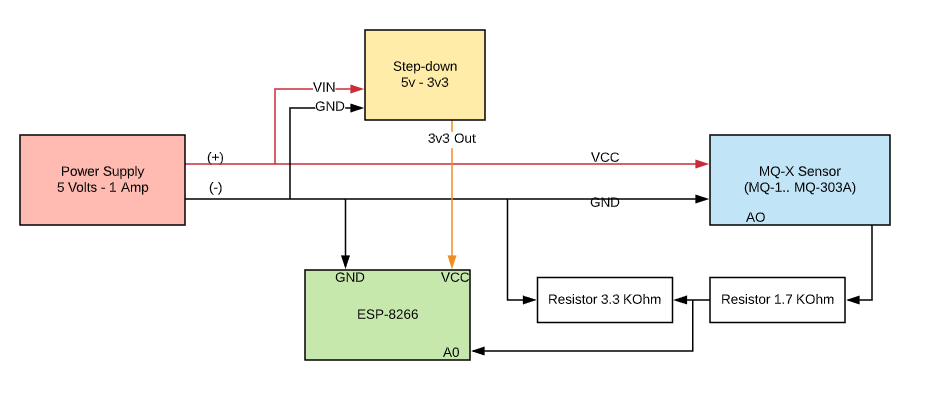 Step-down
5v - 3v3
VIN
GND
3v3 Out
Power Supply
5 Volts - 1 Amp
(+)
(-)
VCC
GND
MQ-X Sensor
(MQ-1.. MQ-303A)
AO
GND
VCC
ESP-8266
A0
Resistor 3.3 KOhm
Resistor 1.7 KOhm